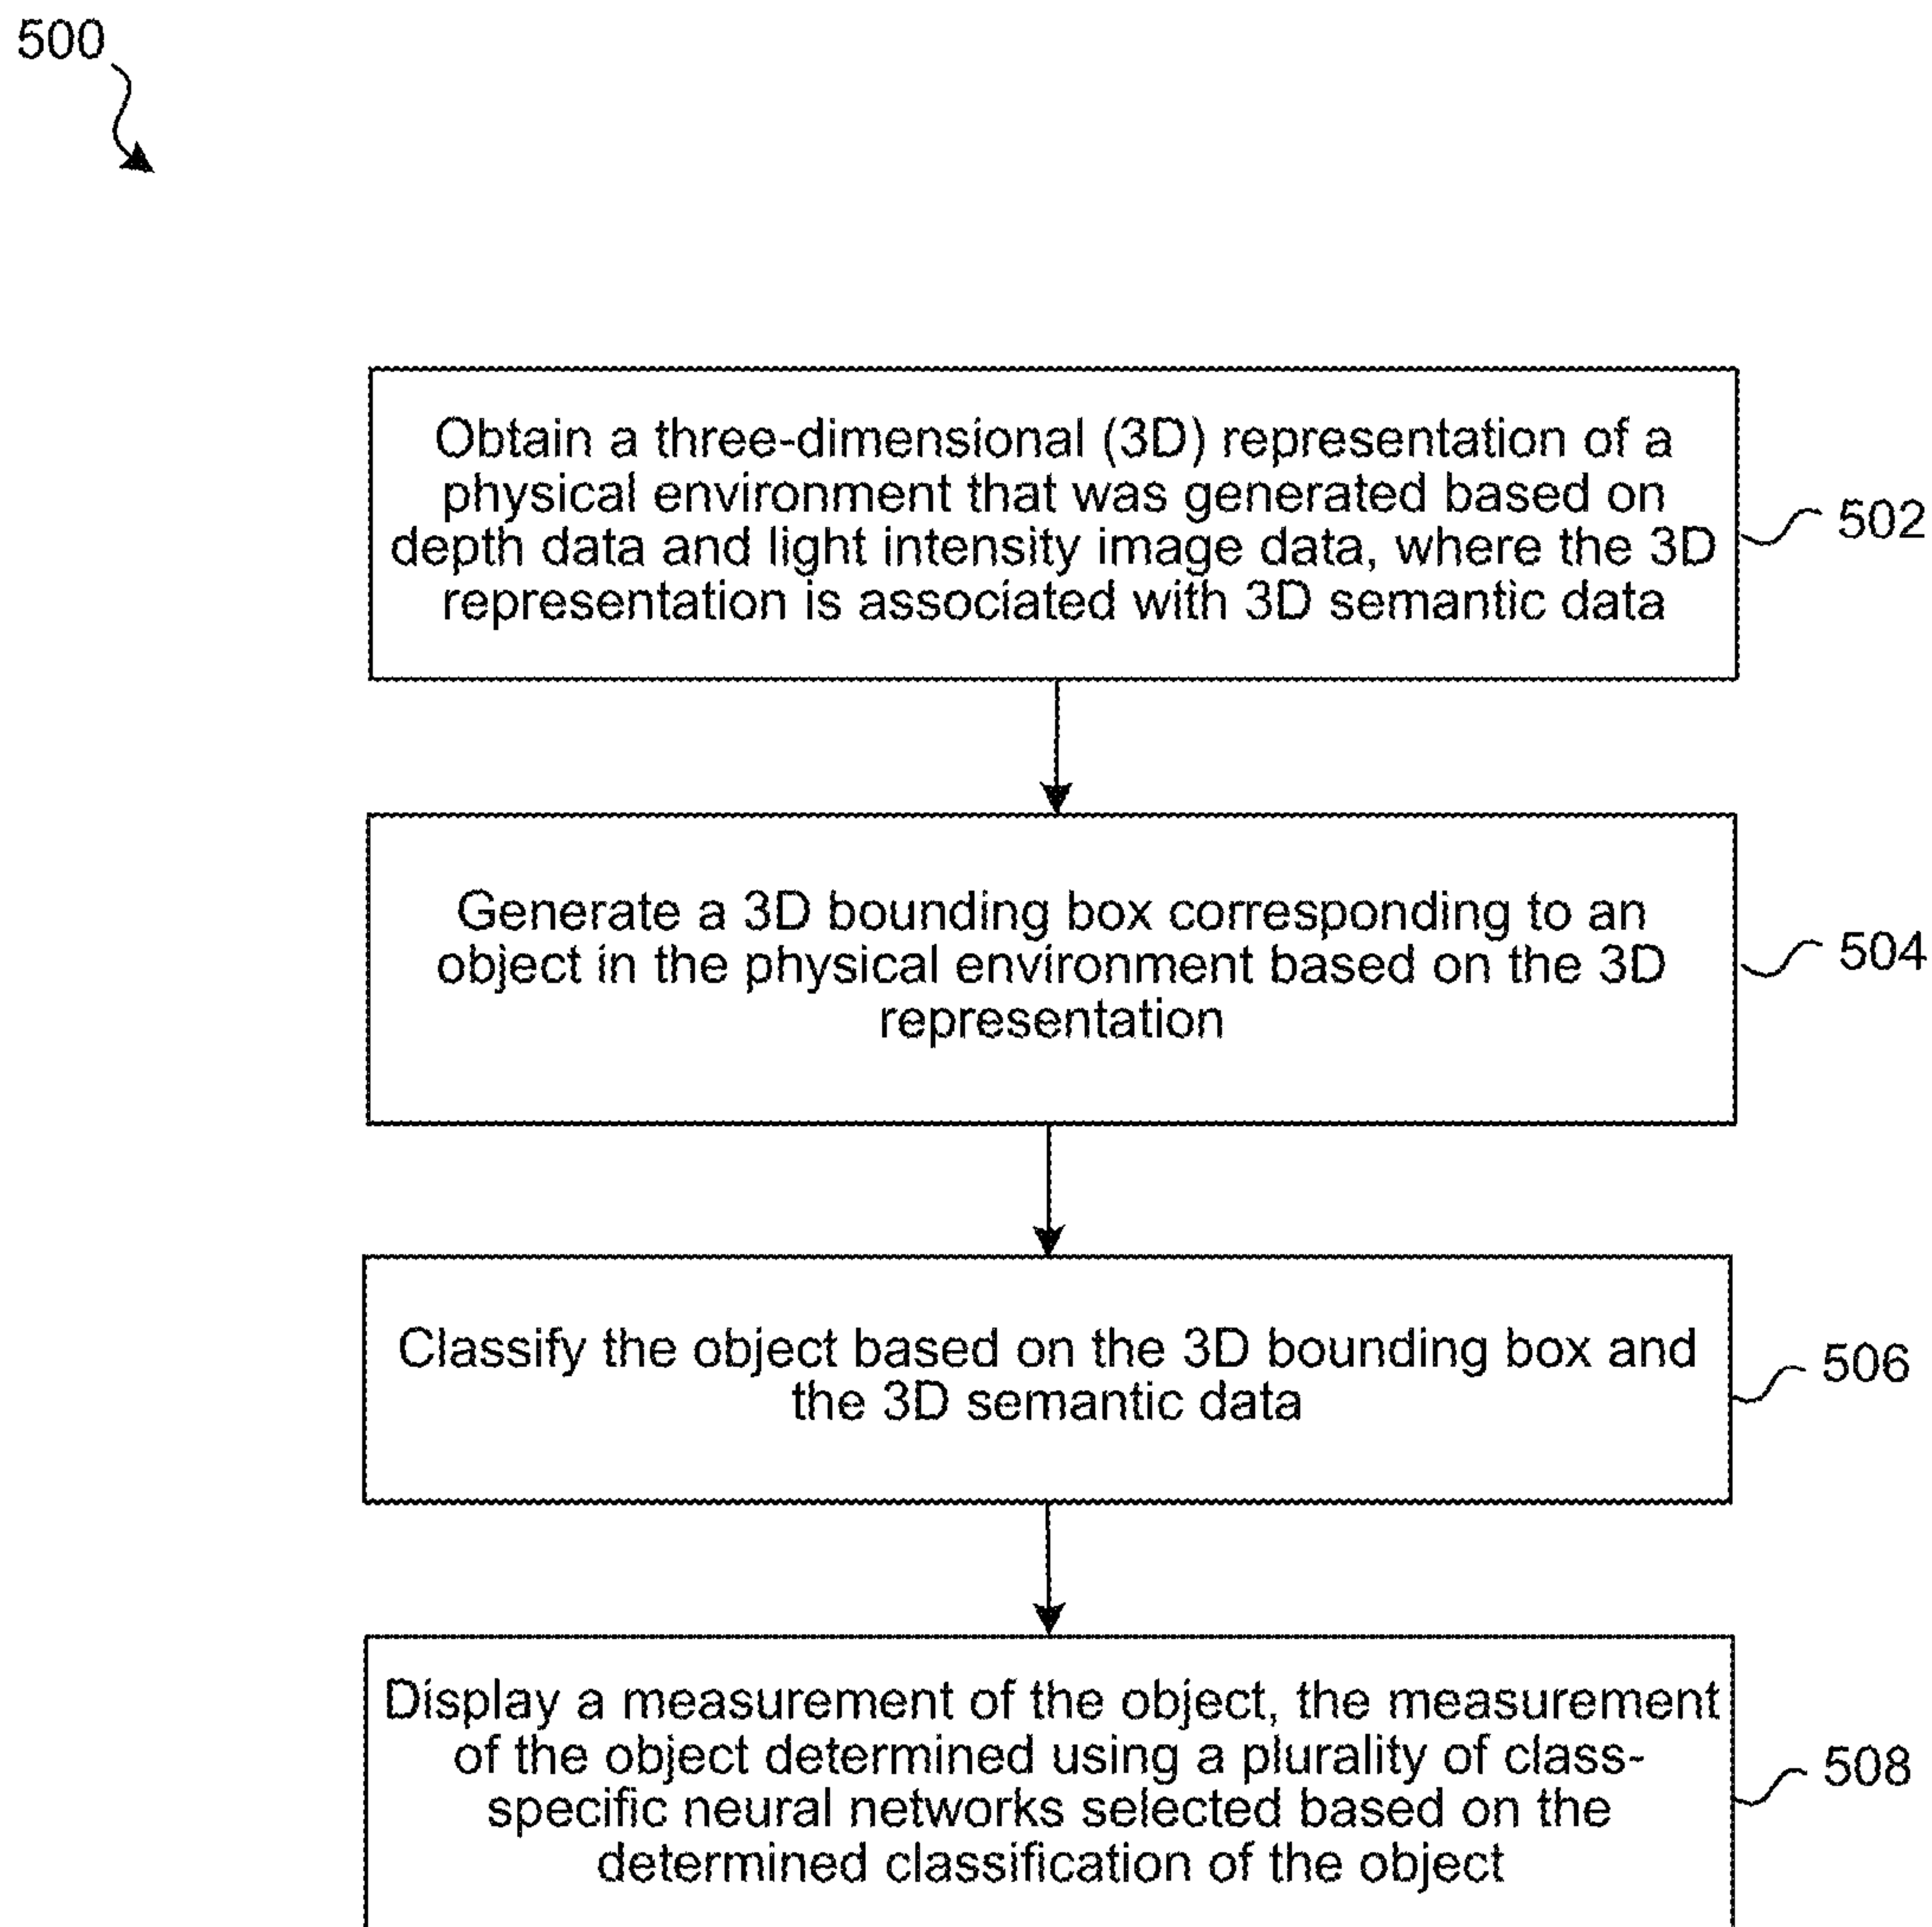 500
Obtain a three-dimensional (3D) representation of a
physical environment that was generated based on
depth data and light intensity image data, where the 3D
representation is associated with 3D semantic data
502
Generate a 3D bounding box corresponding to an
object in the physical environment based on the 3D
representation
504
Classify the object based on the 3D bounding box and
the 3D semantic data
506
Display a measurement of the object, the measurement
of the object determined using a plurality of class-
specific neural networks selected based on the
determined classification of the object
508